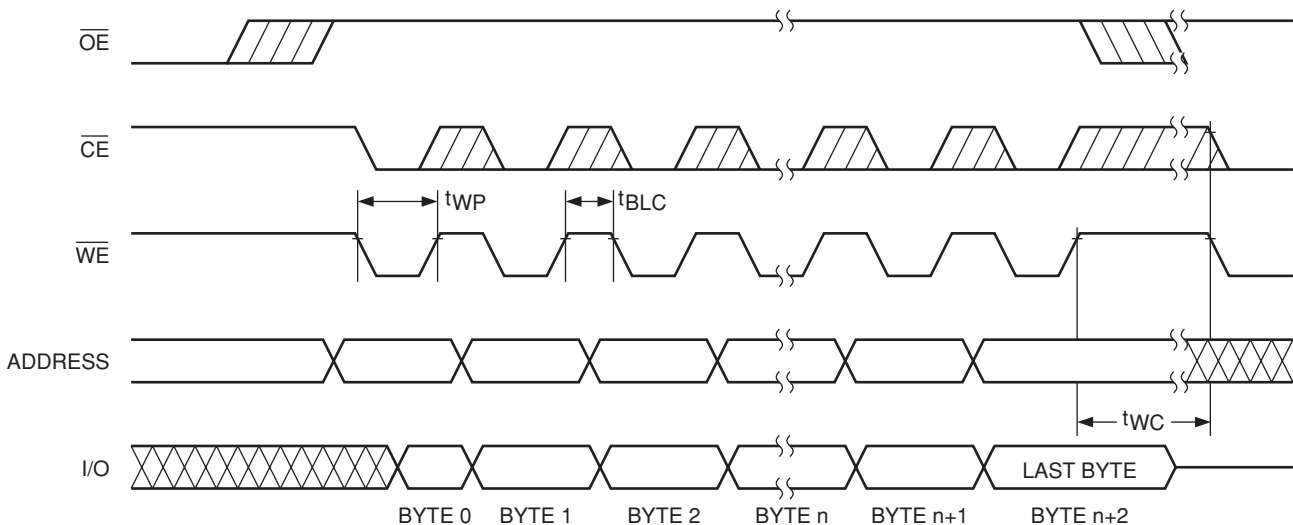 OE
CE
tWP
tBLC
WE
ADDRESS
tWC
I/O
LAST BYTE
BYTE 0 BYTE 1 BYTE 2 BYTE n BYTE n+1 BYTE n+2